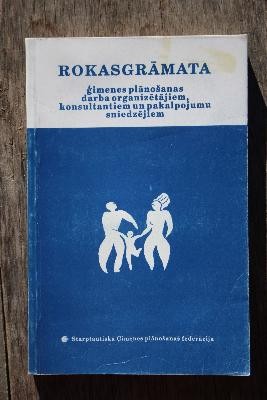 ROKASGRĀMATA
ģimenes plānošanas
darba organizētājiem,
konsultantiem un pakalpojumu
sniedzējiem
Starptautiskā Ģimenes plānošanas federācija